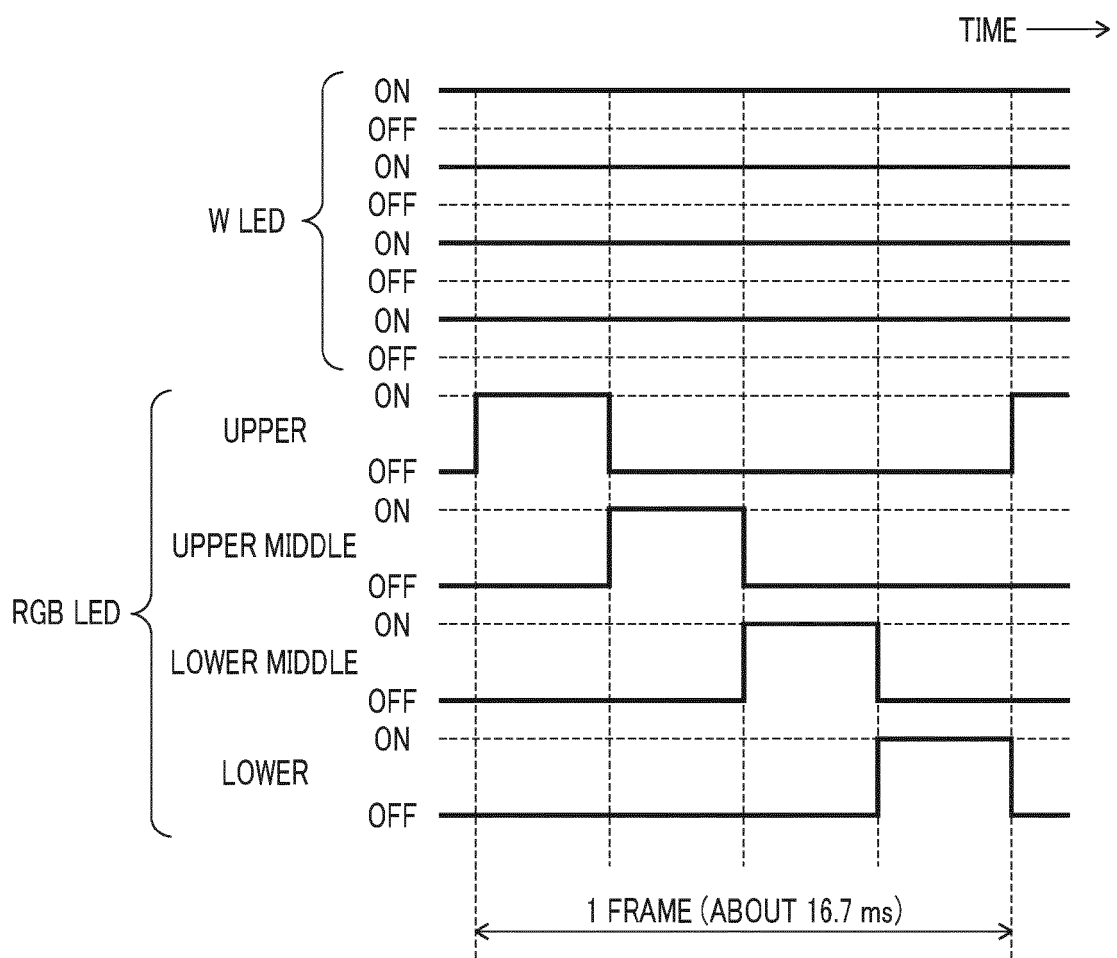 TIME
ON
OFF
ON
OFF
W LED
ON
OFF
ON
OFF
ON
UPPER
OFF
ON
UPPER MIDDLE
OFF
RGB LED
ON
LOWER MIDDLE
OFF
ON
LOWER
OFF
1 FRAME (ABOUT 16.7 ms)